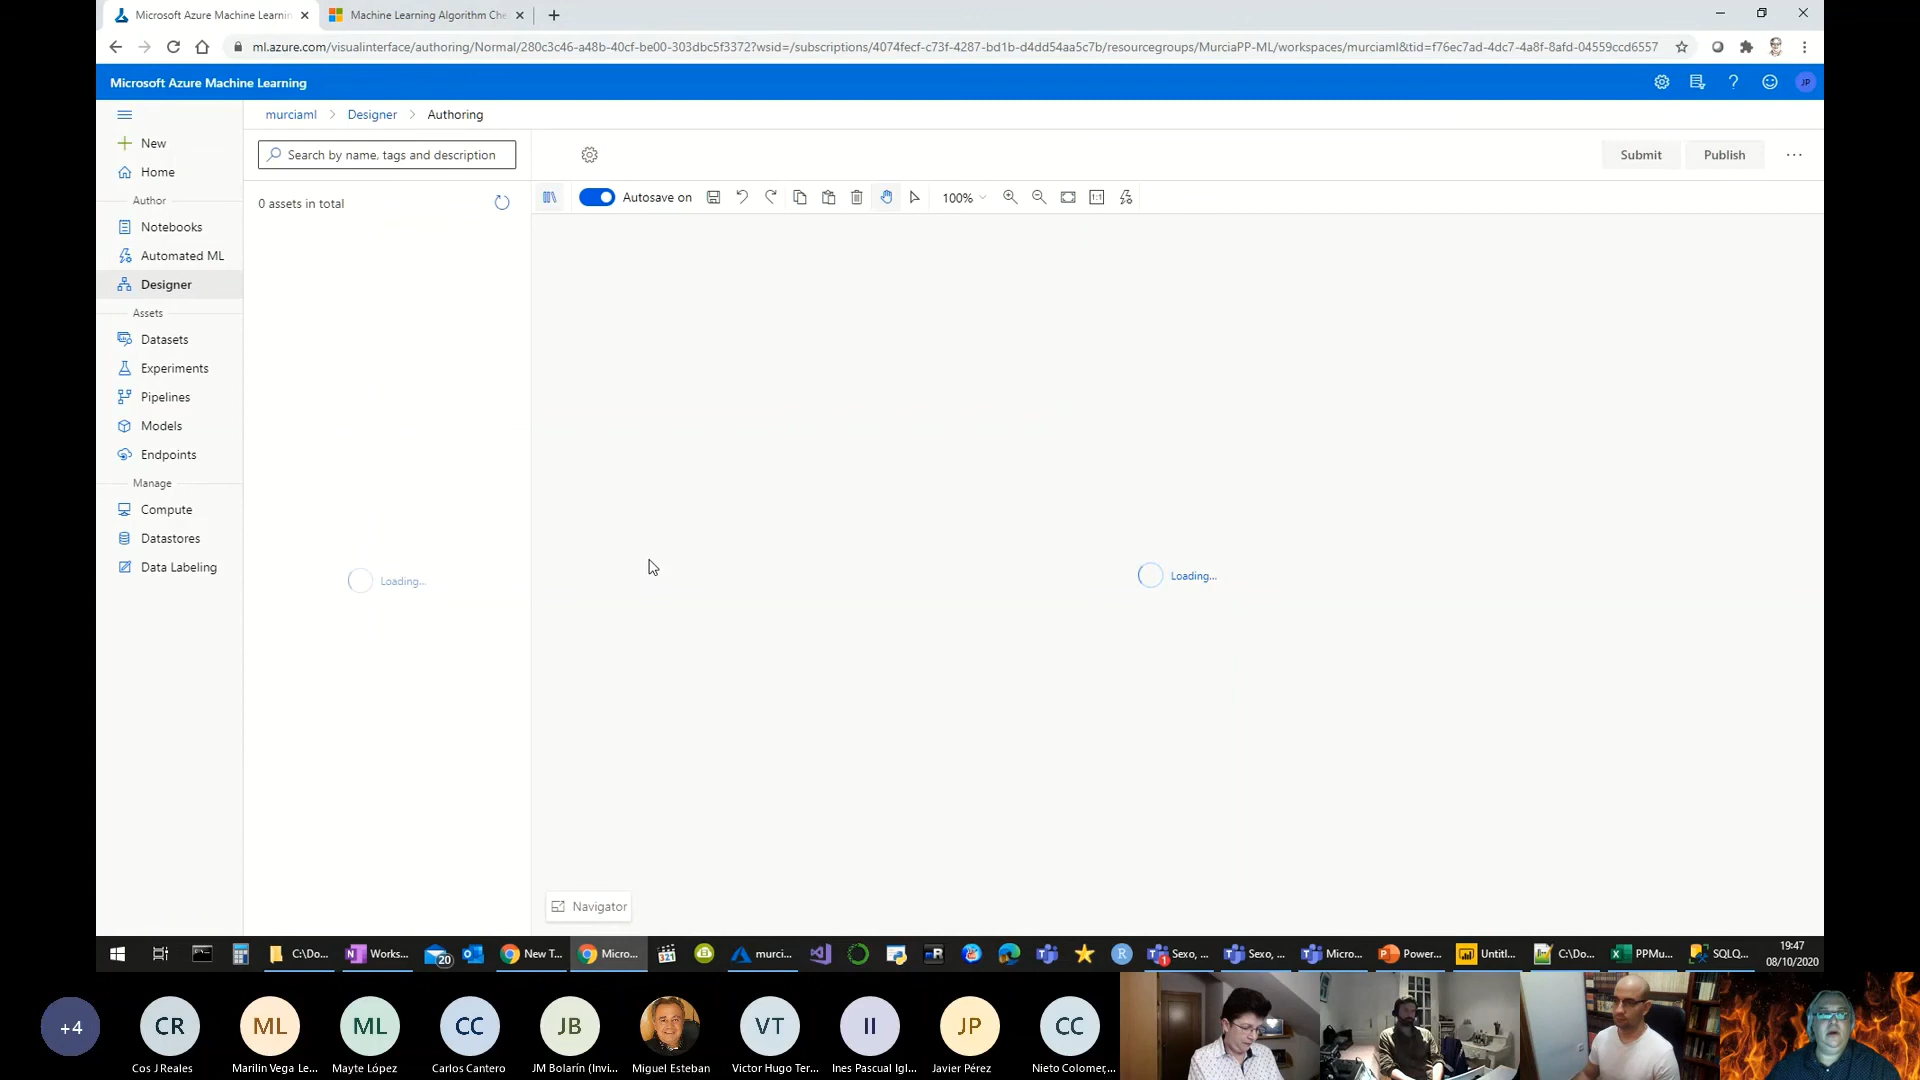 Microsoft Azure Machine Learnin
Machine Learning Algorithm Che
ml.azure.com/visualinterface/authoring/Normal/280c3c46-a48b-40cf-be00-303dbc5f3372?wsid=/subscriptions/4074fecf-c73f-4287-bd1b-d4dd54aa5c7b/resourcegroups/MurciaPP-ML/workspaces/murciaml&tid=f76ec7ad-4dc7-4a8f-8afd-04559ccd6557
Microsoft Azure Machine Learning
JP
murciaml > Designer > Authoring
New
Home
Author
Notebooks
Automated ML
Designer
Assets
Datasets
Experiments
Pipelines
Models
Endpoints
Manage
Compute
Datastores
Data Labeling
Search by name, tags and description
Submit
Publish
0 assets in total
Autosave on
100%
1:1
Loading...
Loading...
Navigator
20
C:\Do...
Works...
New T...
Micro...
321
murci...
R
R
1
Sexo, ...
Sexo, ...
Micro...
Power...
Untitl...
C:\Do...
PPMu...
SQLQ...
19:47
08/10/2020
+4
CR
ML
ML
CC
JB
VT
II
JP
CC
Cos J Reales
Marilin Vega Le...
Mayte López
Carlos Cantero
JM Bolarín (Invi...
Miguel Esteban
Victor Hugo Ter...
Ines Pascual Igl...
Javier Pérez
Nieto Colomer,...